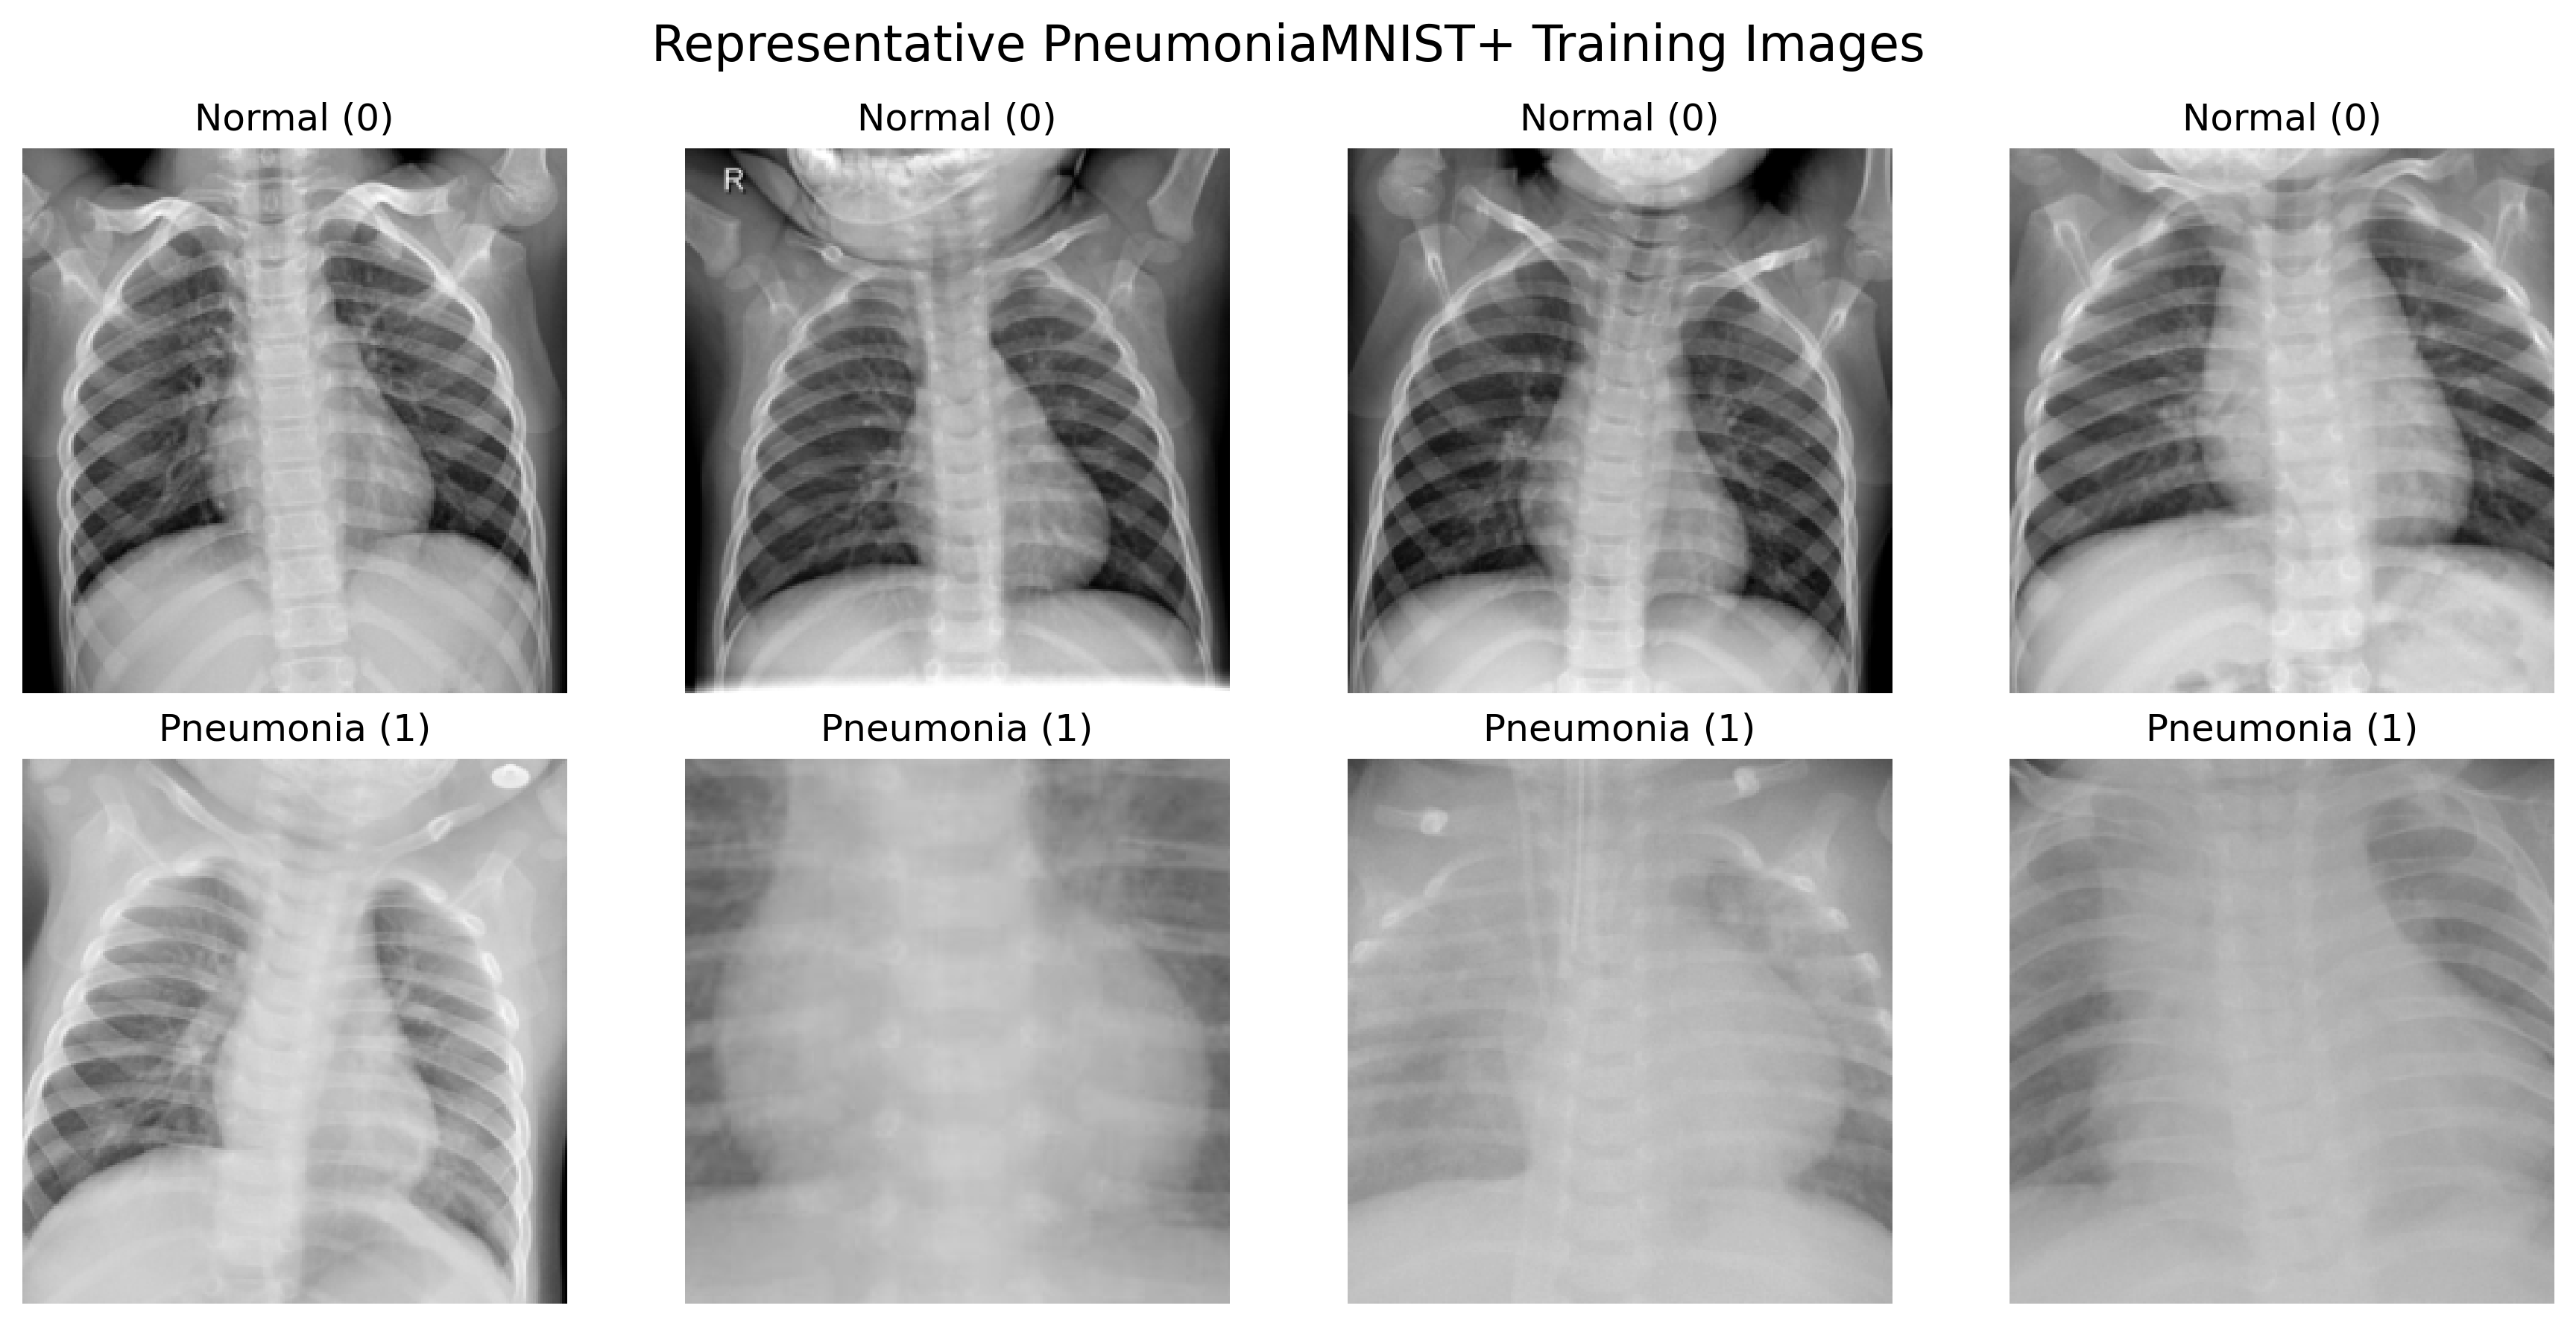 Representative PneumoniaMNIST+ Training Images
Normal (0) Normal (0) Normal (0) Normal (0)
R
Pneumonia (1) Pneumonia (1) Pneumonia (1) Pneumonia (1)